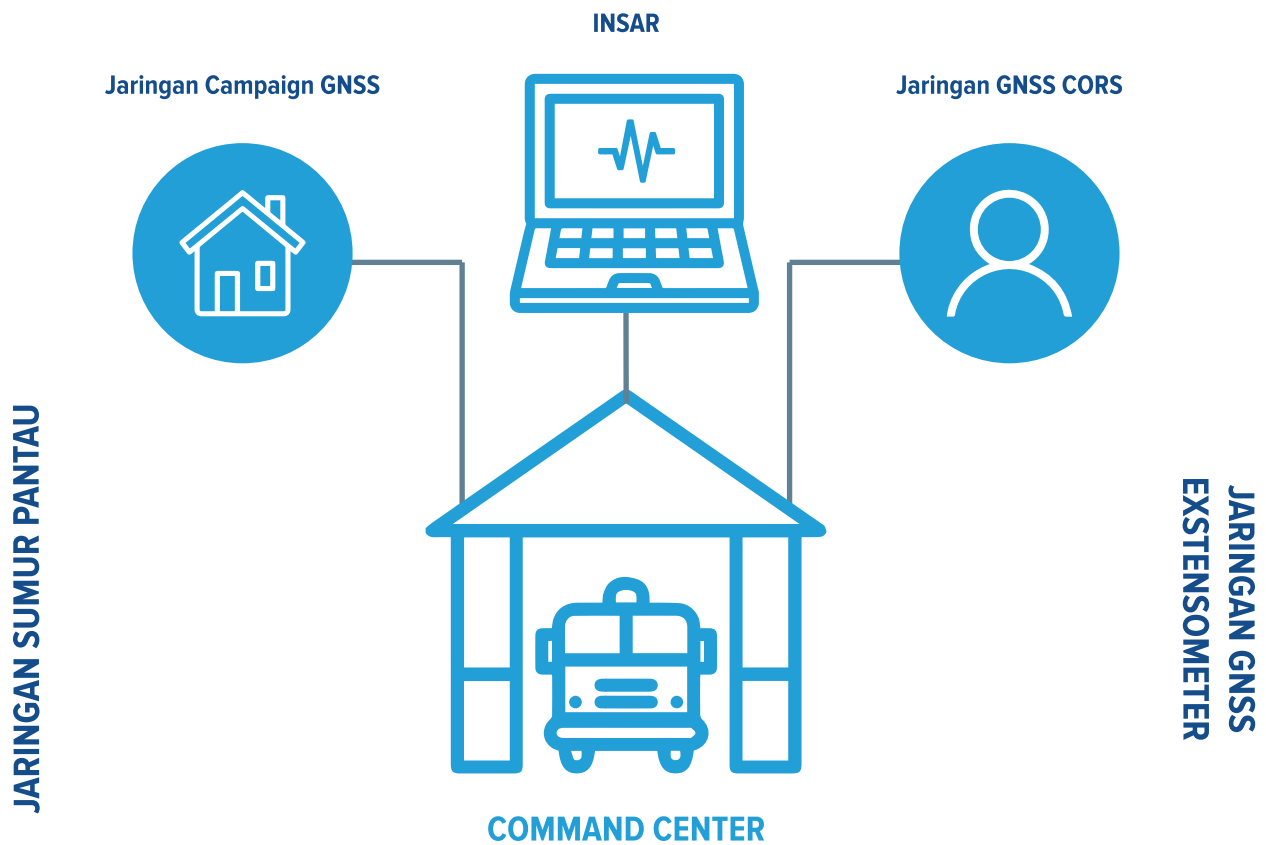 INSAR
Jaringan Campaign GNSS
Jaringan GNSS CORS
JARINGAN SUMUR PANTAU
JARINGAN GNSS
EXSTENSOMETER
COMMAND CENTER